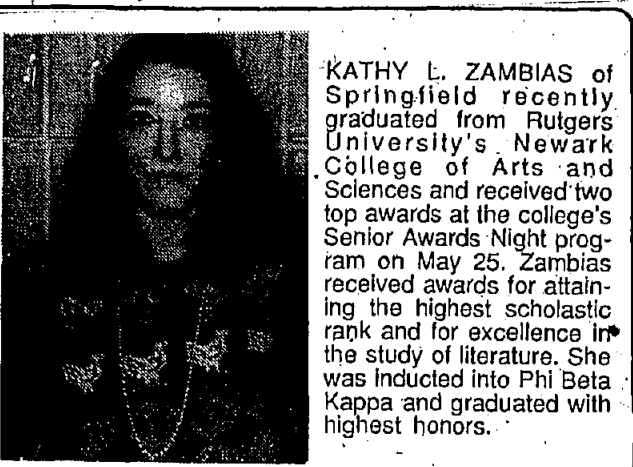 KATHY L. ZAMBIAS of
Springfield recently
graduated from Rutgers
University's Newark
College of Arts and
Sciences and received two
top awards at the college's
Senior Awards Night prog-
ram on May 25. Zambias
received awards for attain-
ing the highest scholastic
rank and for excellence in
the study of literature. She
was inducted into Phi Beta
Kappa and graduated with
highest honors.